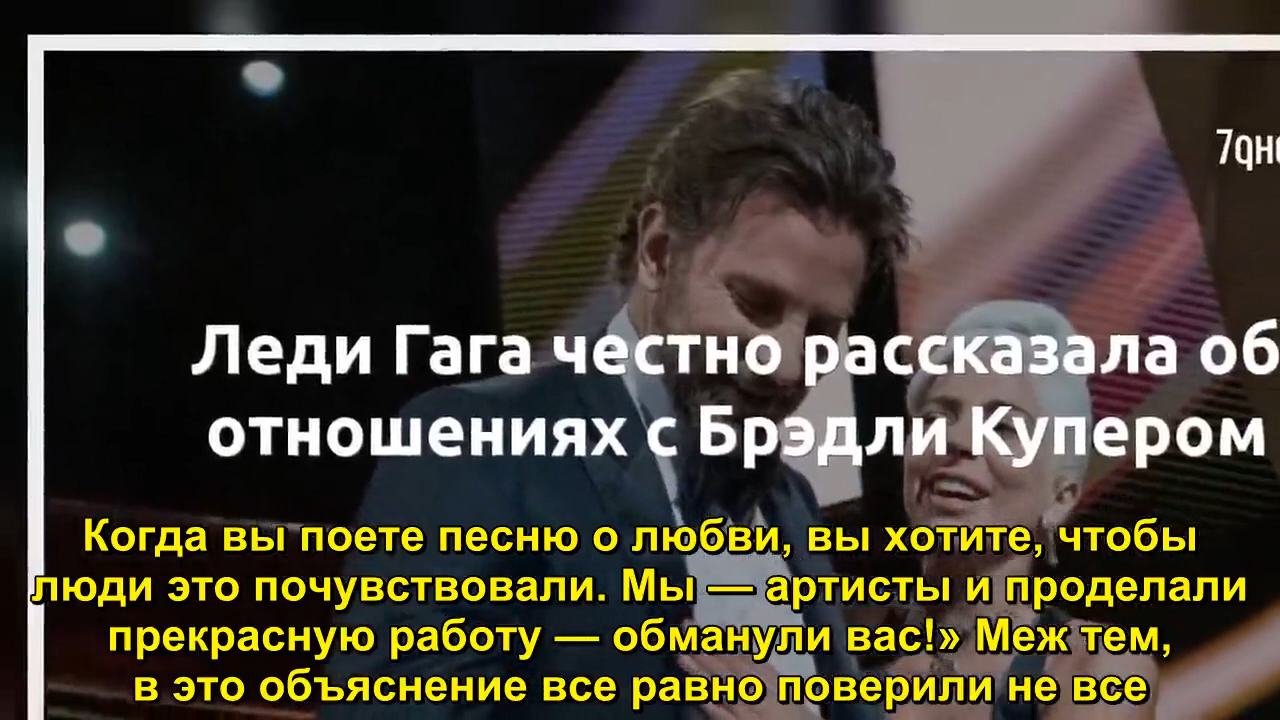 Леди Гага честно рассказала об
отношениях с Брэдли Купером
Когда вы поете песню о любви, вы хотите, чтобы
люди это почувствовали. Мы — артисты и проделали
прекрасную работу — обманули вас!» Меж тем,
в это объяснение все равно поверили не все